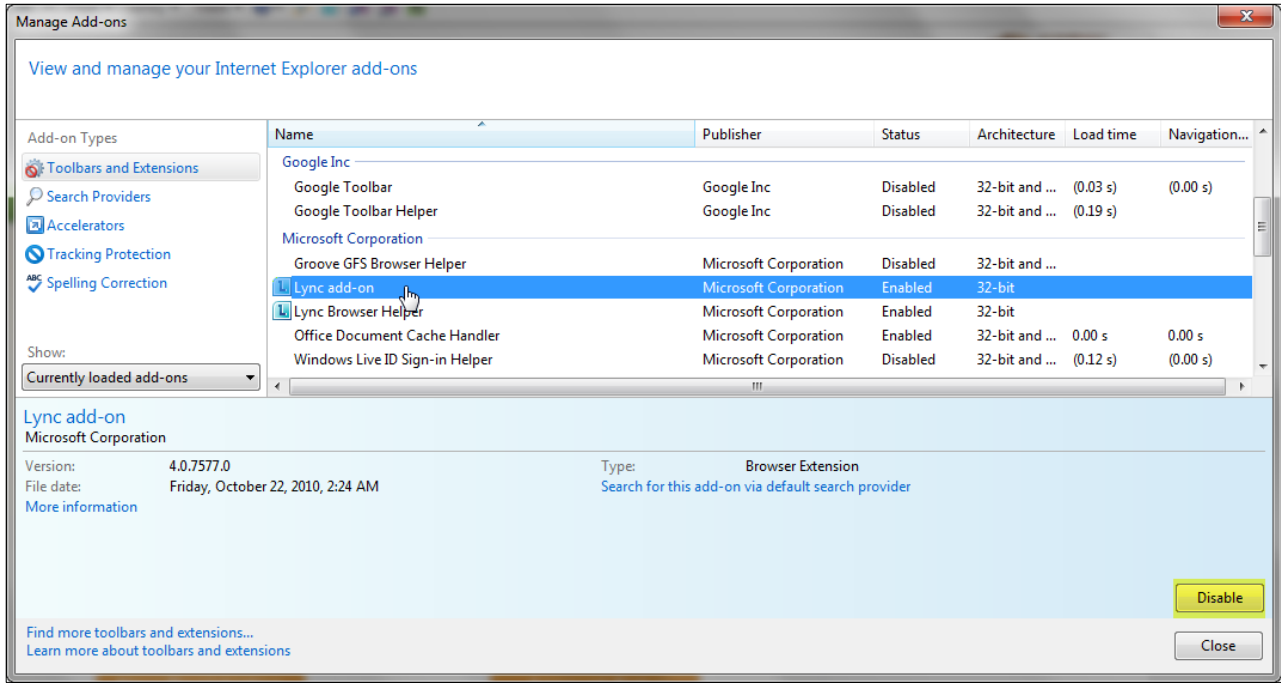 Manage Add-ons
View and manage your Internet Explorer add-ons
Add-on Types
Toolbars and Extensions
Search Providers
Accelerators
Tracking Protection
ABC Spelling Correction
Show:
Currently loaded add-ons
Name Publisher Status Architecture Load time Navigation...
Google Inc
Google Toolbar Google Inc Disabled 32-bit and ... (0.03 s) (0.00 s)
Google Toolbar Helper Google Inc Disabled 32-bit and ... (0.19 s)
Microsoft Corporation
Groove GFS Browser Helper Microsoft Corporation Disabled 32-bit and ...
Lync add-on Microsoft Corporation Enabled 32-bit
Lync Browser Helper Microsoft Corporation Enabled 32-bit
Office Document Cache Handler Microsoft Corporation Enabled 32-bit and ... 0.00 s 0.00 s
Windows Live ID Sign-in Helper Microsoft Corporation Disabled 32-bit and ... (0.12 s) (0.00 s)
Lync add-on
Microsoft Corporation
Version: 4.0.7577.0 Type: Browser Extension
File date: Friday, October 22, 2010, 2:24 AM Search for this add-on via default search provider
More information
Disable
Find more toolbars and extensions...
Learn more about toolbars and extensions
Close